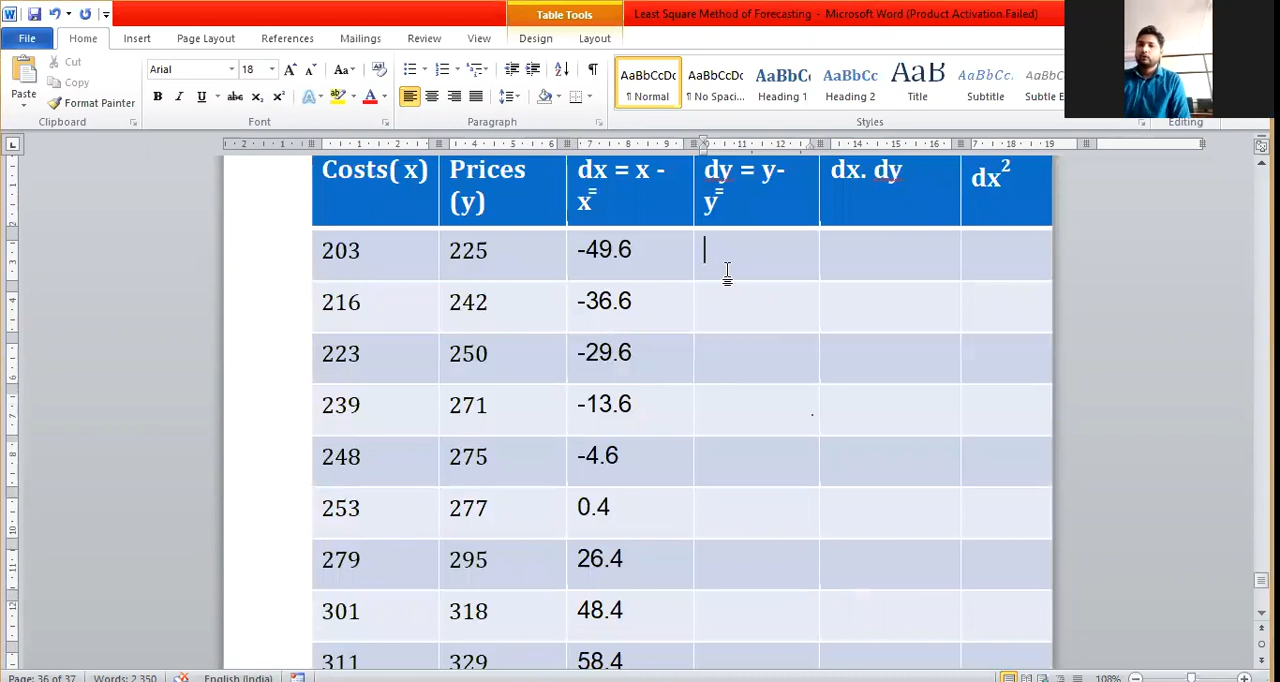 Table Tools
Least Square Method of Forecasting - Microsoft Word (Product Activation Failed)
File Home Insert Page Layout References Mailings Review View Design Layout
Paste
Cut
Copy
Format Painter
Clipboard
Arial 18
Font
Paragraph
AaBbCcDc AaBbCcDc AaBbC AaBbCc AaB AaBbCc AaBbCc
¶ Normal ¶ No Spaci... Heading 1 Heading 2 Title Subtitle Subtle E
Styles
Editing
Costs( x) Prices (y) dx = x - x̄ dy = y- ȳ dx. dy dx²
203 225 -49.6
216 242 -36.6
223 250 -29.6
239 271 -13.6
248 275 -4.6
253 277 0.4
279 295 26.4
301 318 48.4
311 329 58.4
Page: 36 of 37 Words: 2,350 English (India) 108%